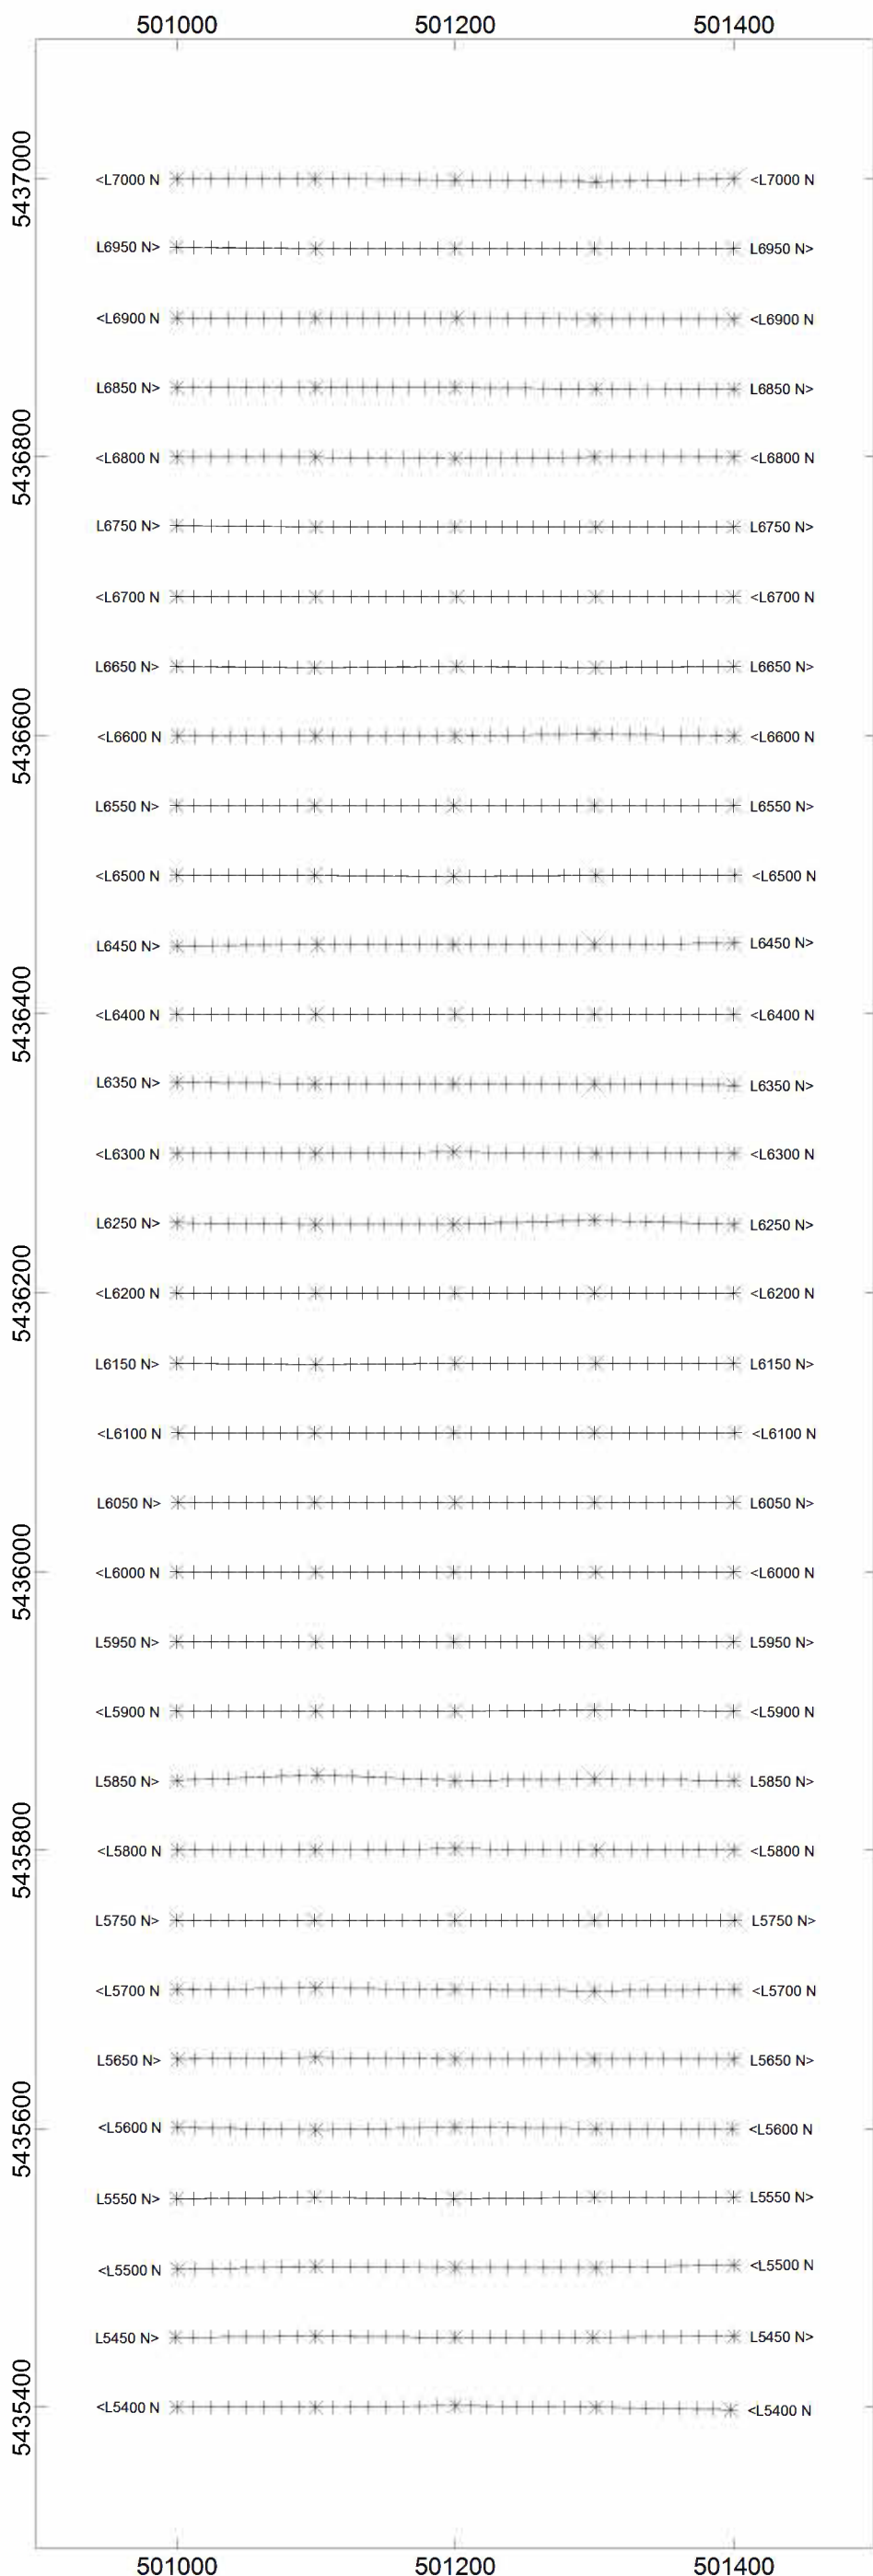 501000 501200 501400
5437000
<L7000 N <L7000 N
L6950 N> L6950 N>
<L6900 N <L6900 N
L6850 N> L6850 N>
5436800
<L6800 N <L6800 N
L6750 N> L6750 N>
<L6700 N <L6700 N
L6650 N> L6650 N>
5436600
<L6600 N <L6600 N
L6550 N> L6550 N>
<L6500 N <L6500 N
L6450 N> L6450 N>
5436400
<L6400 N <L6400 N
L6350 N> L6350 N>
<L6300 N <L6300 N
L6250 N> L6250 N>
5436200
<L6200 N <L6200 N
L6150 N> L6150 N>
<L6100 N <L6100 N
L6050 N> L6050 N>
5436000
<L6000 N <L6000 N
L5950 N> L5950 N>
<L5900 N <L5900 N
L5850 N> L5850 N>
5435800
<L5800 N <L5800 N
L5750 N> L5750 N>
<L5700 N <L5700 N
L5650 N> L5650 N>
5435600
<L5600 N <L5600 N
L5550 N> L5550 N>
<L5500 N <L5500 N
L5450 N> L5450 N>
5435400
<L5400 N <L5400 N
501000 501200 501400